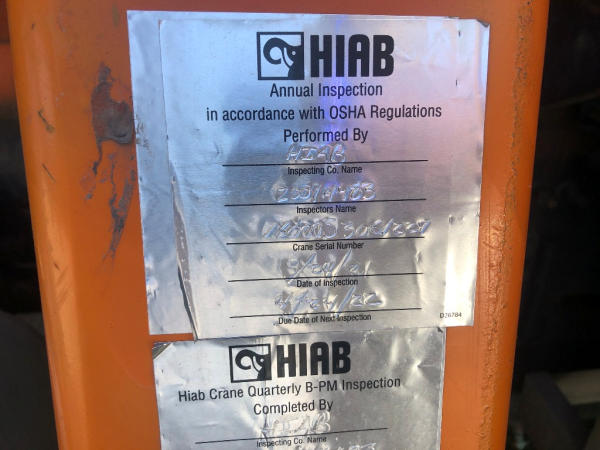 HIAB
Annual Inspection
in accordance with OSHA Regulations
Performed By
HIAB
Inspecting Co. Name
Inspectors Name
Crane Serial Number
Date of Inspection
Due Date of Next Inspection
D26784
HIAB
Hiab Crane Quarterly B-PM Inspection
Completed By
HIAB
Inspecting Co. Name